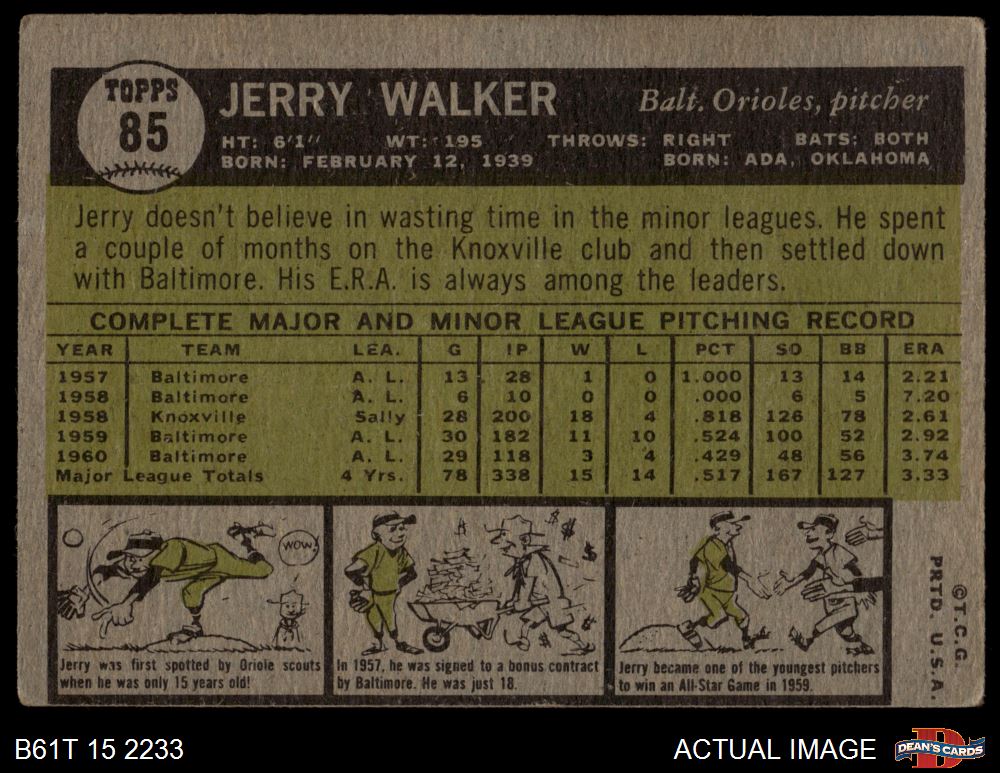 TOPPS
85
JERRY WALKER
Balt. Orioles, pitcher
HT: 6'1" WT: 195 THROWS: RIGHT BATS: BOTH
BORN: FEBRUARY 12, 1939 BORN: ADA, OKLAHOMA
Jerry doesn't believe in wasting time in the minor leagues. He spent
a couple of months on the Knoxville club and then settled down
with Baltimore. His E.R.A. is always among the leaders.
COMPLETE MAJOR AND MINOR LEAGUE PITCHING RECORD
YEAR TEAM LEA. G IP W L PCT SO BB ERA
1957 Baltimore A. L. 13 28 1 0 1.000 13 14 2.21
1958 Baltimore A. L. 6 10 0 0 .000 6 5 7.20
1958 Knoxville Sally 28 200 18 4 .818 126 78 2.61
1959 Baltimore A. L. 30 182 11 10 .524 100 52 2.92
1960 Baltimore A. L. 29 118 3 4 .429 48 56 3.74
Major League Totals 4 Yrs. 78 338 15 14 .517 167 127 3.33
WOW!
Jerry was first spotted by Oriole scouts
when he was only 15 years old!
$ $ $ $ $
In 1957, he was signed to a bonus contract
by Baltimore. He was just 18.
Jerry became one of the youngest pitchers
to win an All-Star Game in 1959.
©T.C.G.
PRTD. U.S.A.
B61T 15 2233
ACTUAL IMAGE
D
DEAN'S CARDS